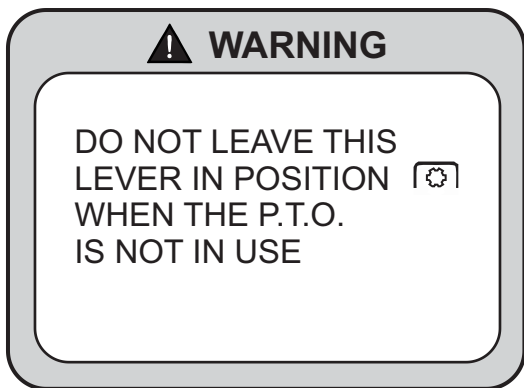 WARNING
DO NOT LEAVE THIS
LEVER IN POSITION
WHEN THE P.T.O.
IS NOT IN USE